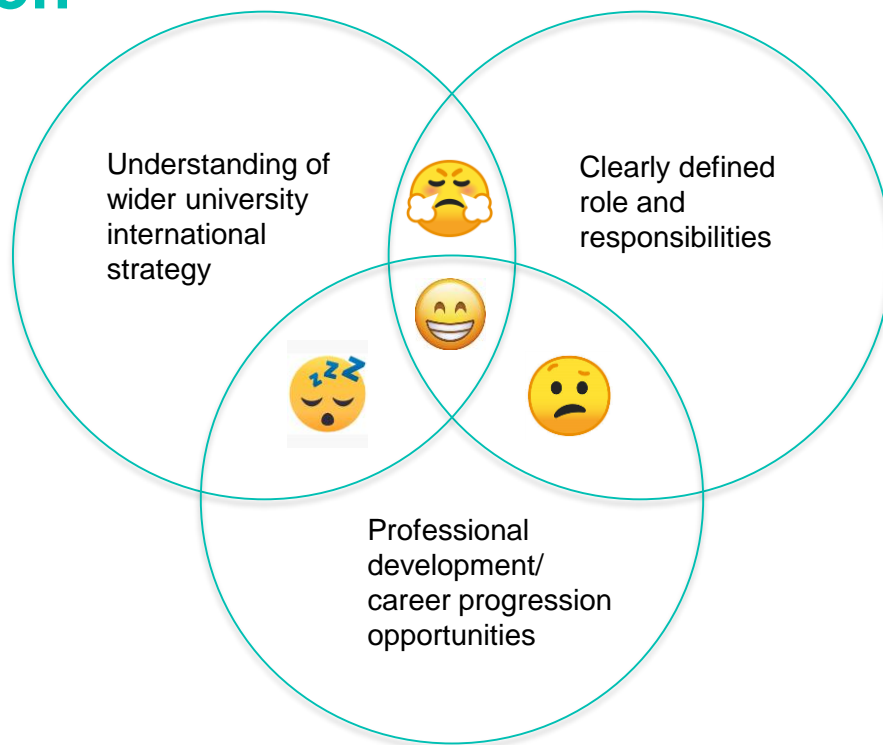 Understanding of
wider university
international
strategy
Clearly defined
role and
responsibilities
Professional
development/
career progression
opportunities